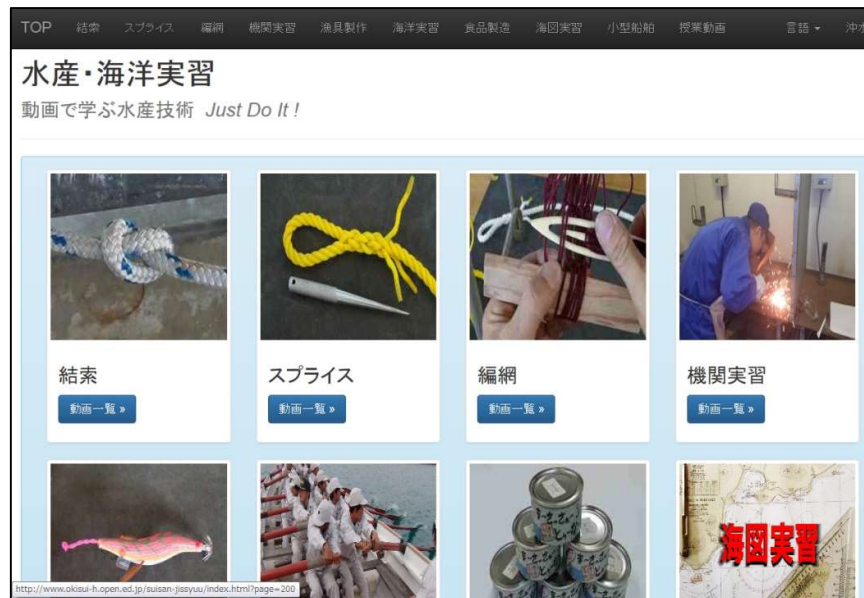 TOP 結索 スプライス 編網 機関実習 漁具製作 海洋実習 食品製造 海図実習 小型船舶 授業動画 言語 沖水
水産・海洋実習
動画で学ぶ水産技術 Just Do It !
結索
スプライス
編網
機関実習
動画一覧 »
動画一覧 »
動画一覧 »
動画一覧 »
海図実習
http://www.okisui-h.open.ed.jp/suisan-jissyuu/index.html?page=200